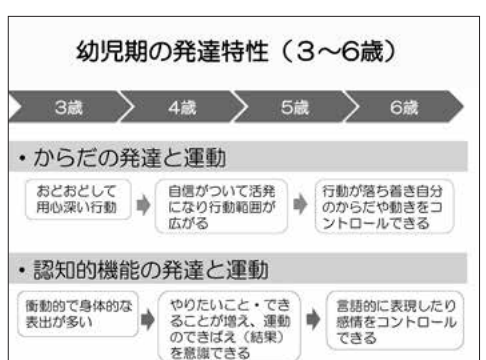 幼児期の発達特性（3〜6歳）
3歳
4歳
5歳
6歳
・からだの発達と運動
おどおどして
用心深い行動
自信がついて活発
になり行動範囲が
広がる
行動が落ち着き自分
のからだや動きをコ
ントロールできる
・認知的機能の発達と運動
衝動的で身体的な
表出が多い
やりたいこと・でき
ることが増え、運動
のできばえ（結果）
を意識できる
言語的に表現したり
感情をコントロール
できる